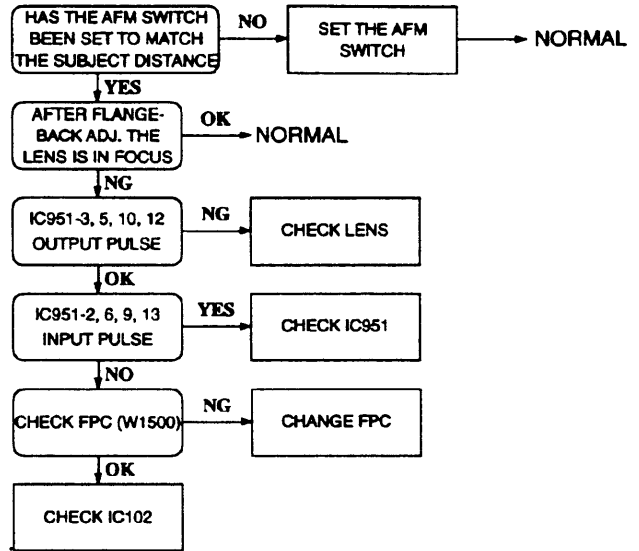 HAS THE AFM SWITCH
BEEN SET TO MATCH
THE SUBJECT DISTANCE
NO
SET THE AFM
SWITCH
NORMAL
YES
AFTER FLANGE-
BACK ADJ. THE
LENS IS IN FOCUS
OK
NORMAL
NG
IC951-3, 5, 10, 12
OUTPUT PULSE
NG
CHECK LENS
OK
IC951-2, 6, 9, 13
INPUT PULSE
YES
CHECK IC951
NO
CHECK FPC (W1500)
NG
CHANGE FPC
OK
CHECK IC102